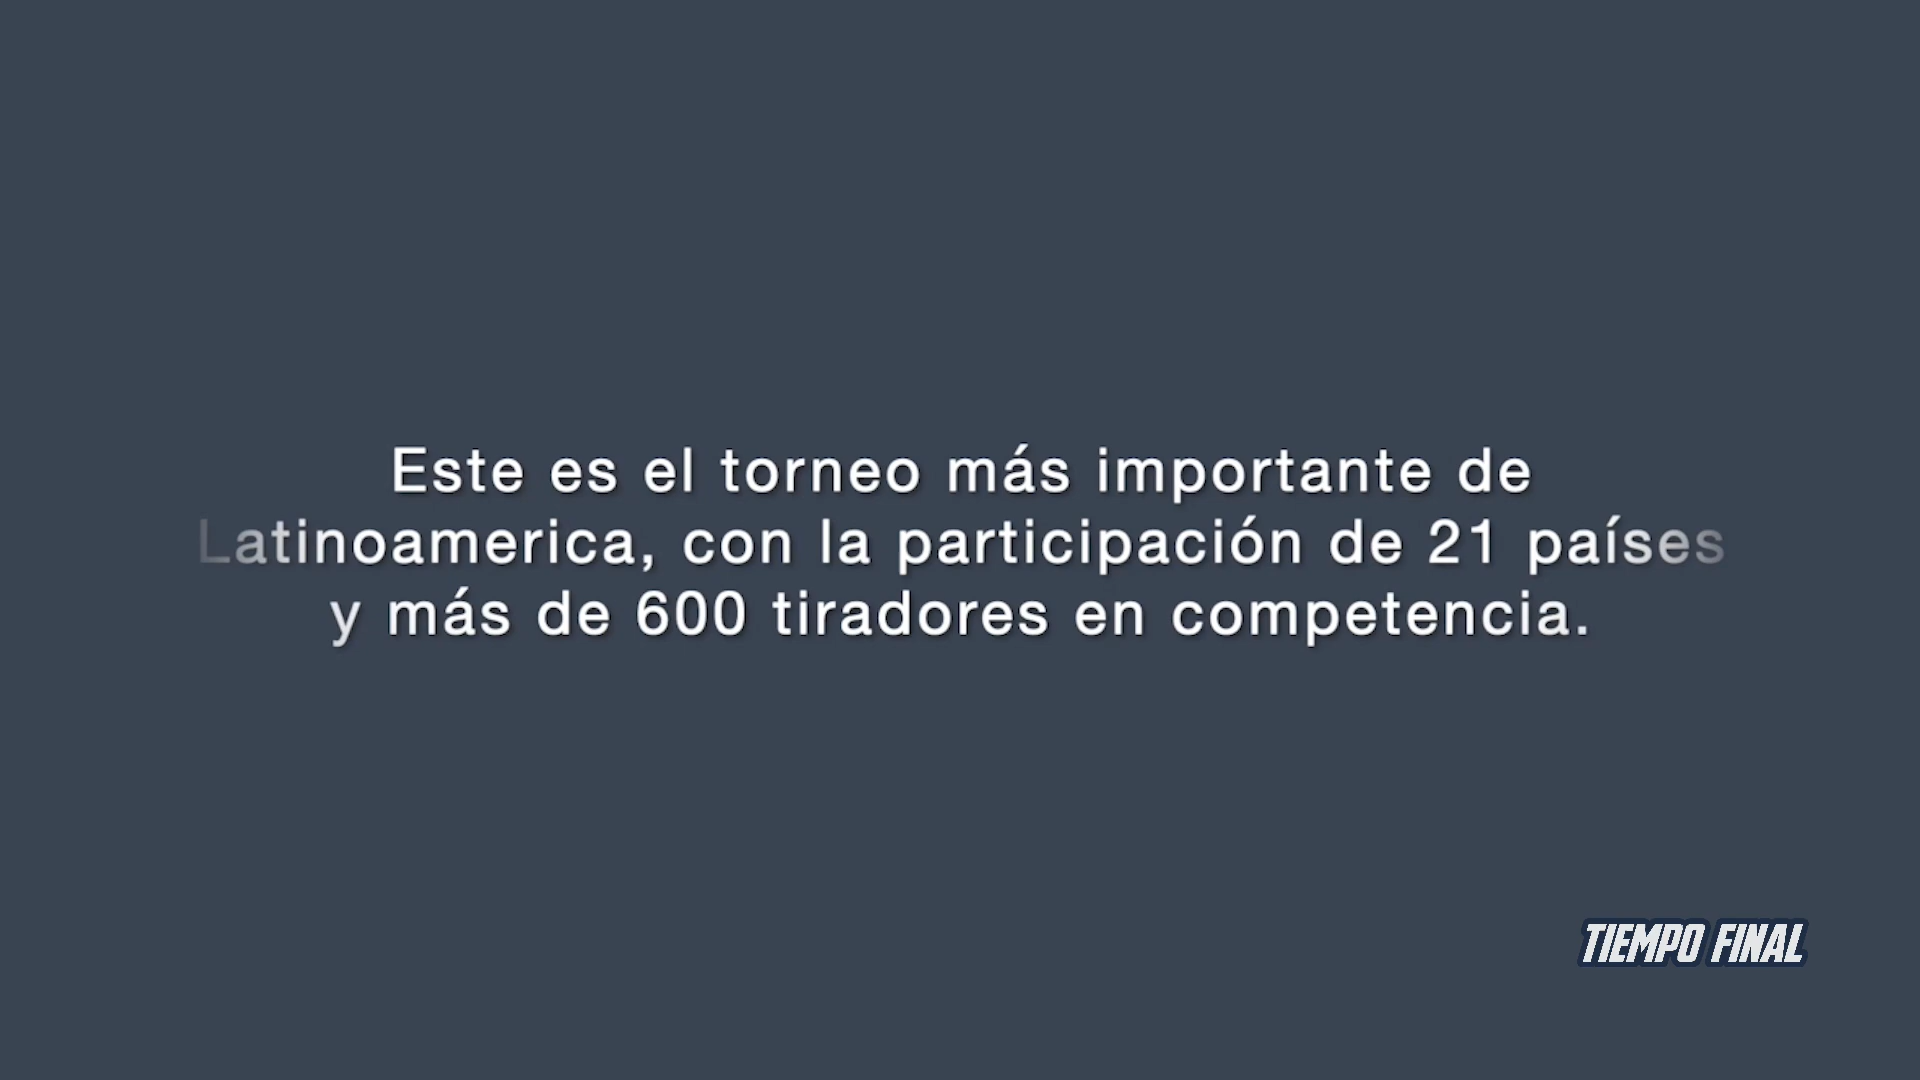 Este es el torneo más importante de
Latinoamerica, con la participación de 21 países
y más de 600 tiradores en competencia.
TIEMPO FINAL